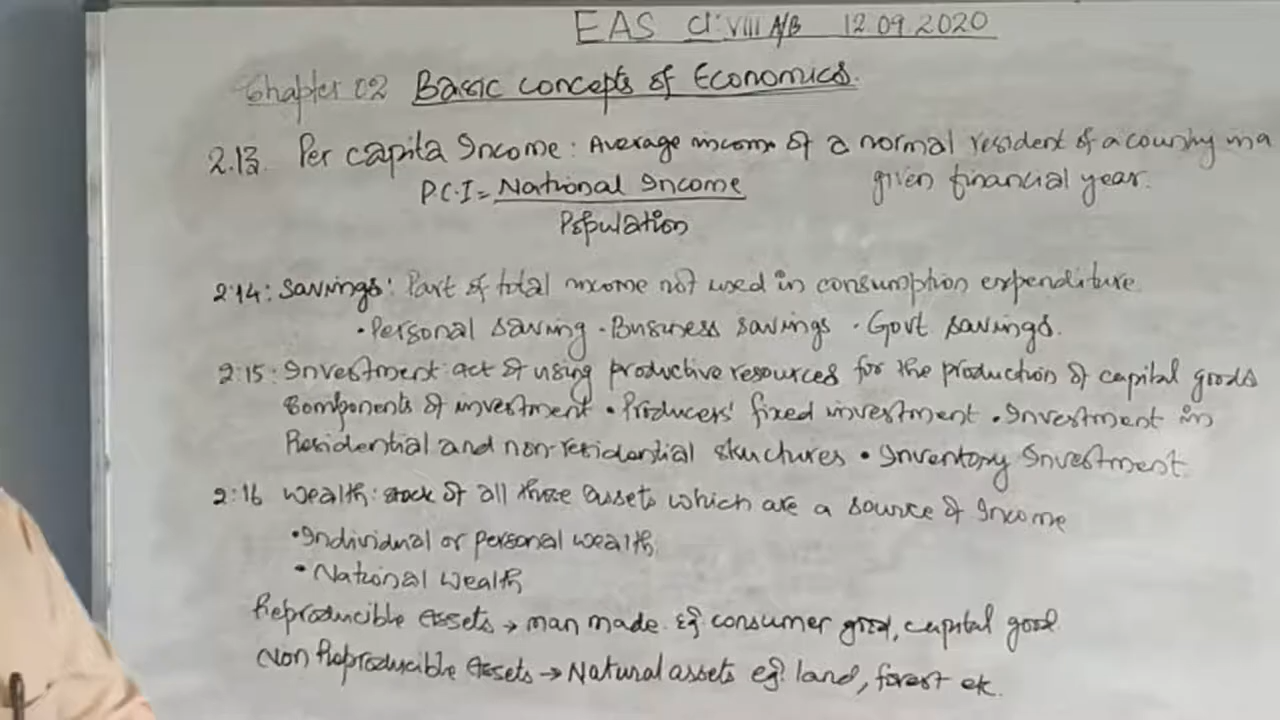 EAS Cl: VIII A/B 12.09.2020
Chapter 02 Basic concepts of Economics.
2.13. Per capita Income: Average income of a normal resident of a country in a
P.C.I = National Income given financial year.
Population
2.14: Savings: Part of total income not used in consumption expenditure
• Personal saving • Business savings • Govt savings.
2:15: Investment: act of using productive resources for the production of capital goods
Components of investment • Producers' fixed investment • Investment in
Residential and non-residential structures • Inventory Investment
2:16 Wealth: stock of all those assets which are a source of Income
• Individual or personal wealth.
• National wealth
Reproducible Assets → man made. Eg consumer good, capital good.
Non Reproducible Assets → Natural assets eg: land, forest etc.